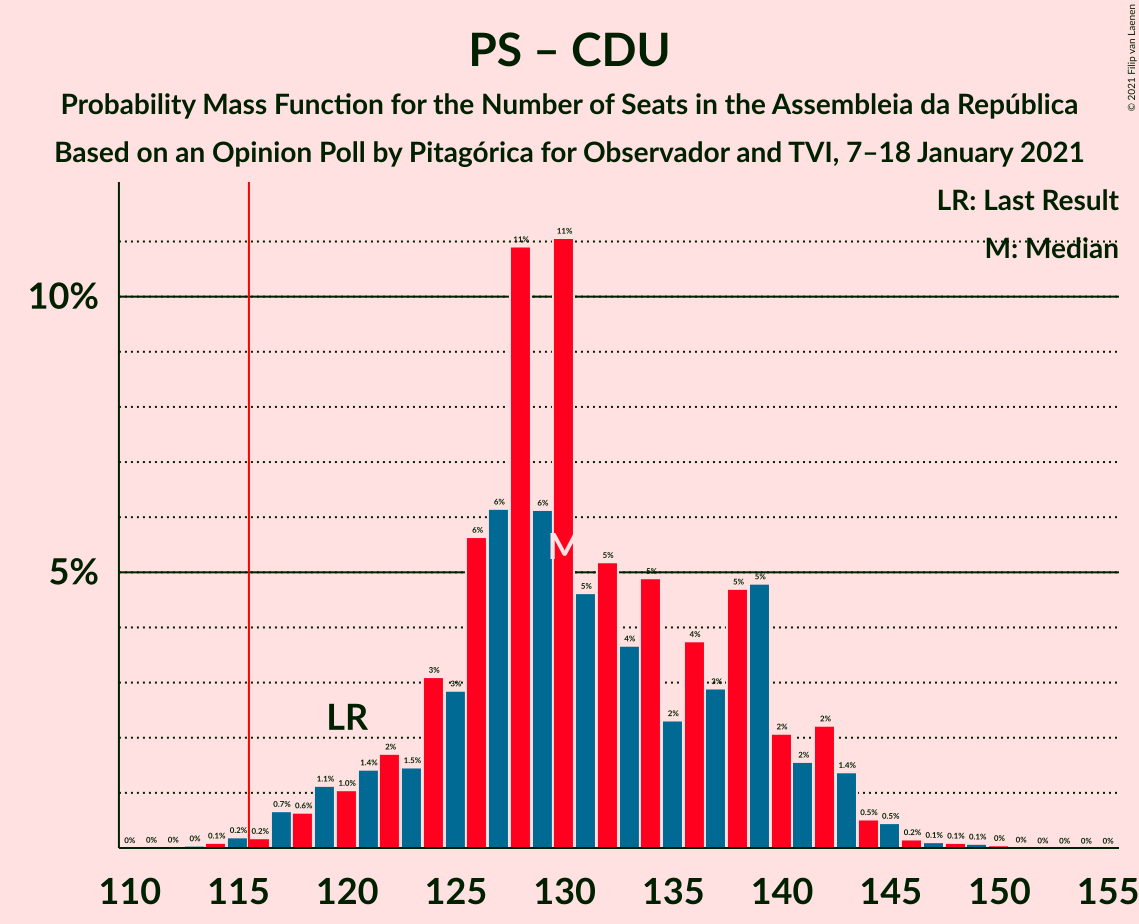 PS – CDU
Probability Mass Function for the Number of Seats in the Assembleia da República
Based on an Opinion Poll by Pitagórica for Observador and TVI, 7–18 January 2021
© 2021 Filip van Laenen
LR: Last Result
M: Median
10%
5%
LR
M
0% 0% 0% 0% 0.1% 0.2% 0.2% 0.7% 0.6% 1.1% 1.0% 1.4% 2% 1.5% 3% 3% 6% 6% 11% 6% 11% 5% 5% 4% 5% 2% 4% 3% 5% 5% 2% 2% 2% 1.4% 0.5% 0.5% 0.2% 0.1% 0.1% 0.1% 0% 0% 0% 0% 0% 0%
110 115 120 125 130 135 140 145 150 155